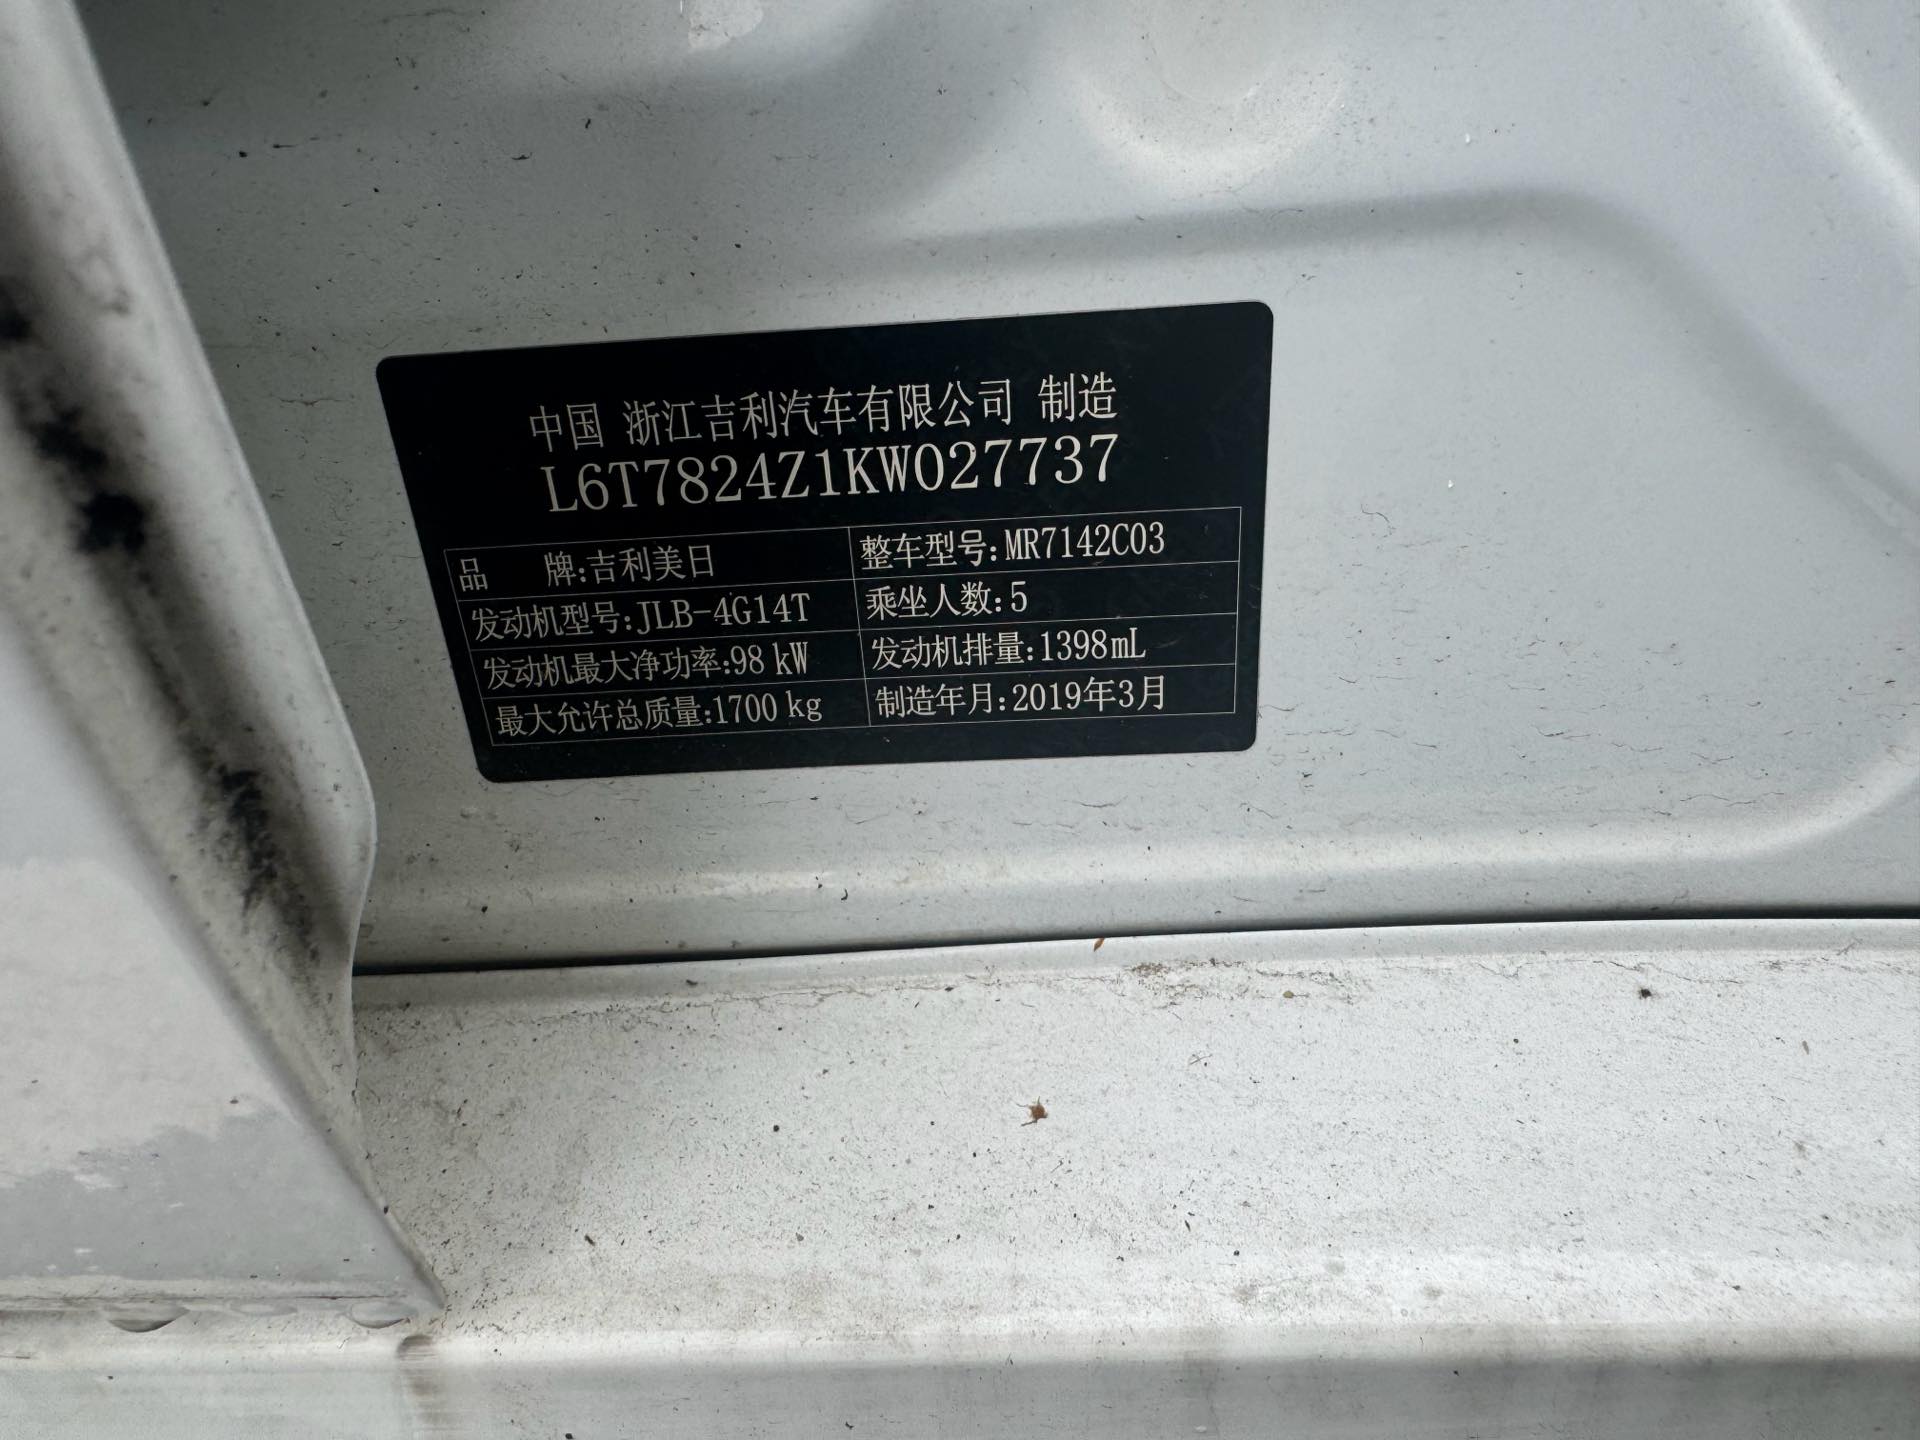 中国 浙江吉利汽车有限公司 制造
L6T7824Z1KW027737
品 牌:吉利美日 整车型号:MR7142C03
发动机型号:JLB-4G14T 乘坐人数:5
发动机最大净功率:98 kW 发动机排量:1398mL
最大允许总质量:1700 kg 制造年月:2019年3月